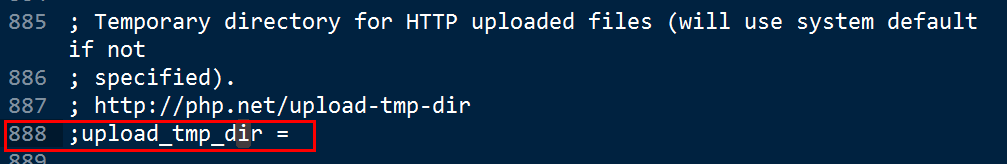 885 ; Temporary directory for HTTP uploaded files (will use system default
if not
886 ; specified).
887 ; http://php.net/upload-tmp-dir
888 ;upload_tmp_dir =
889